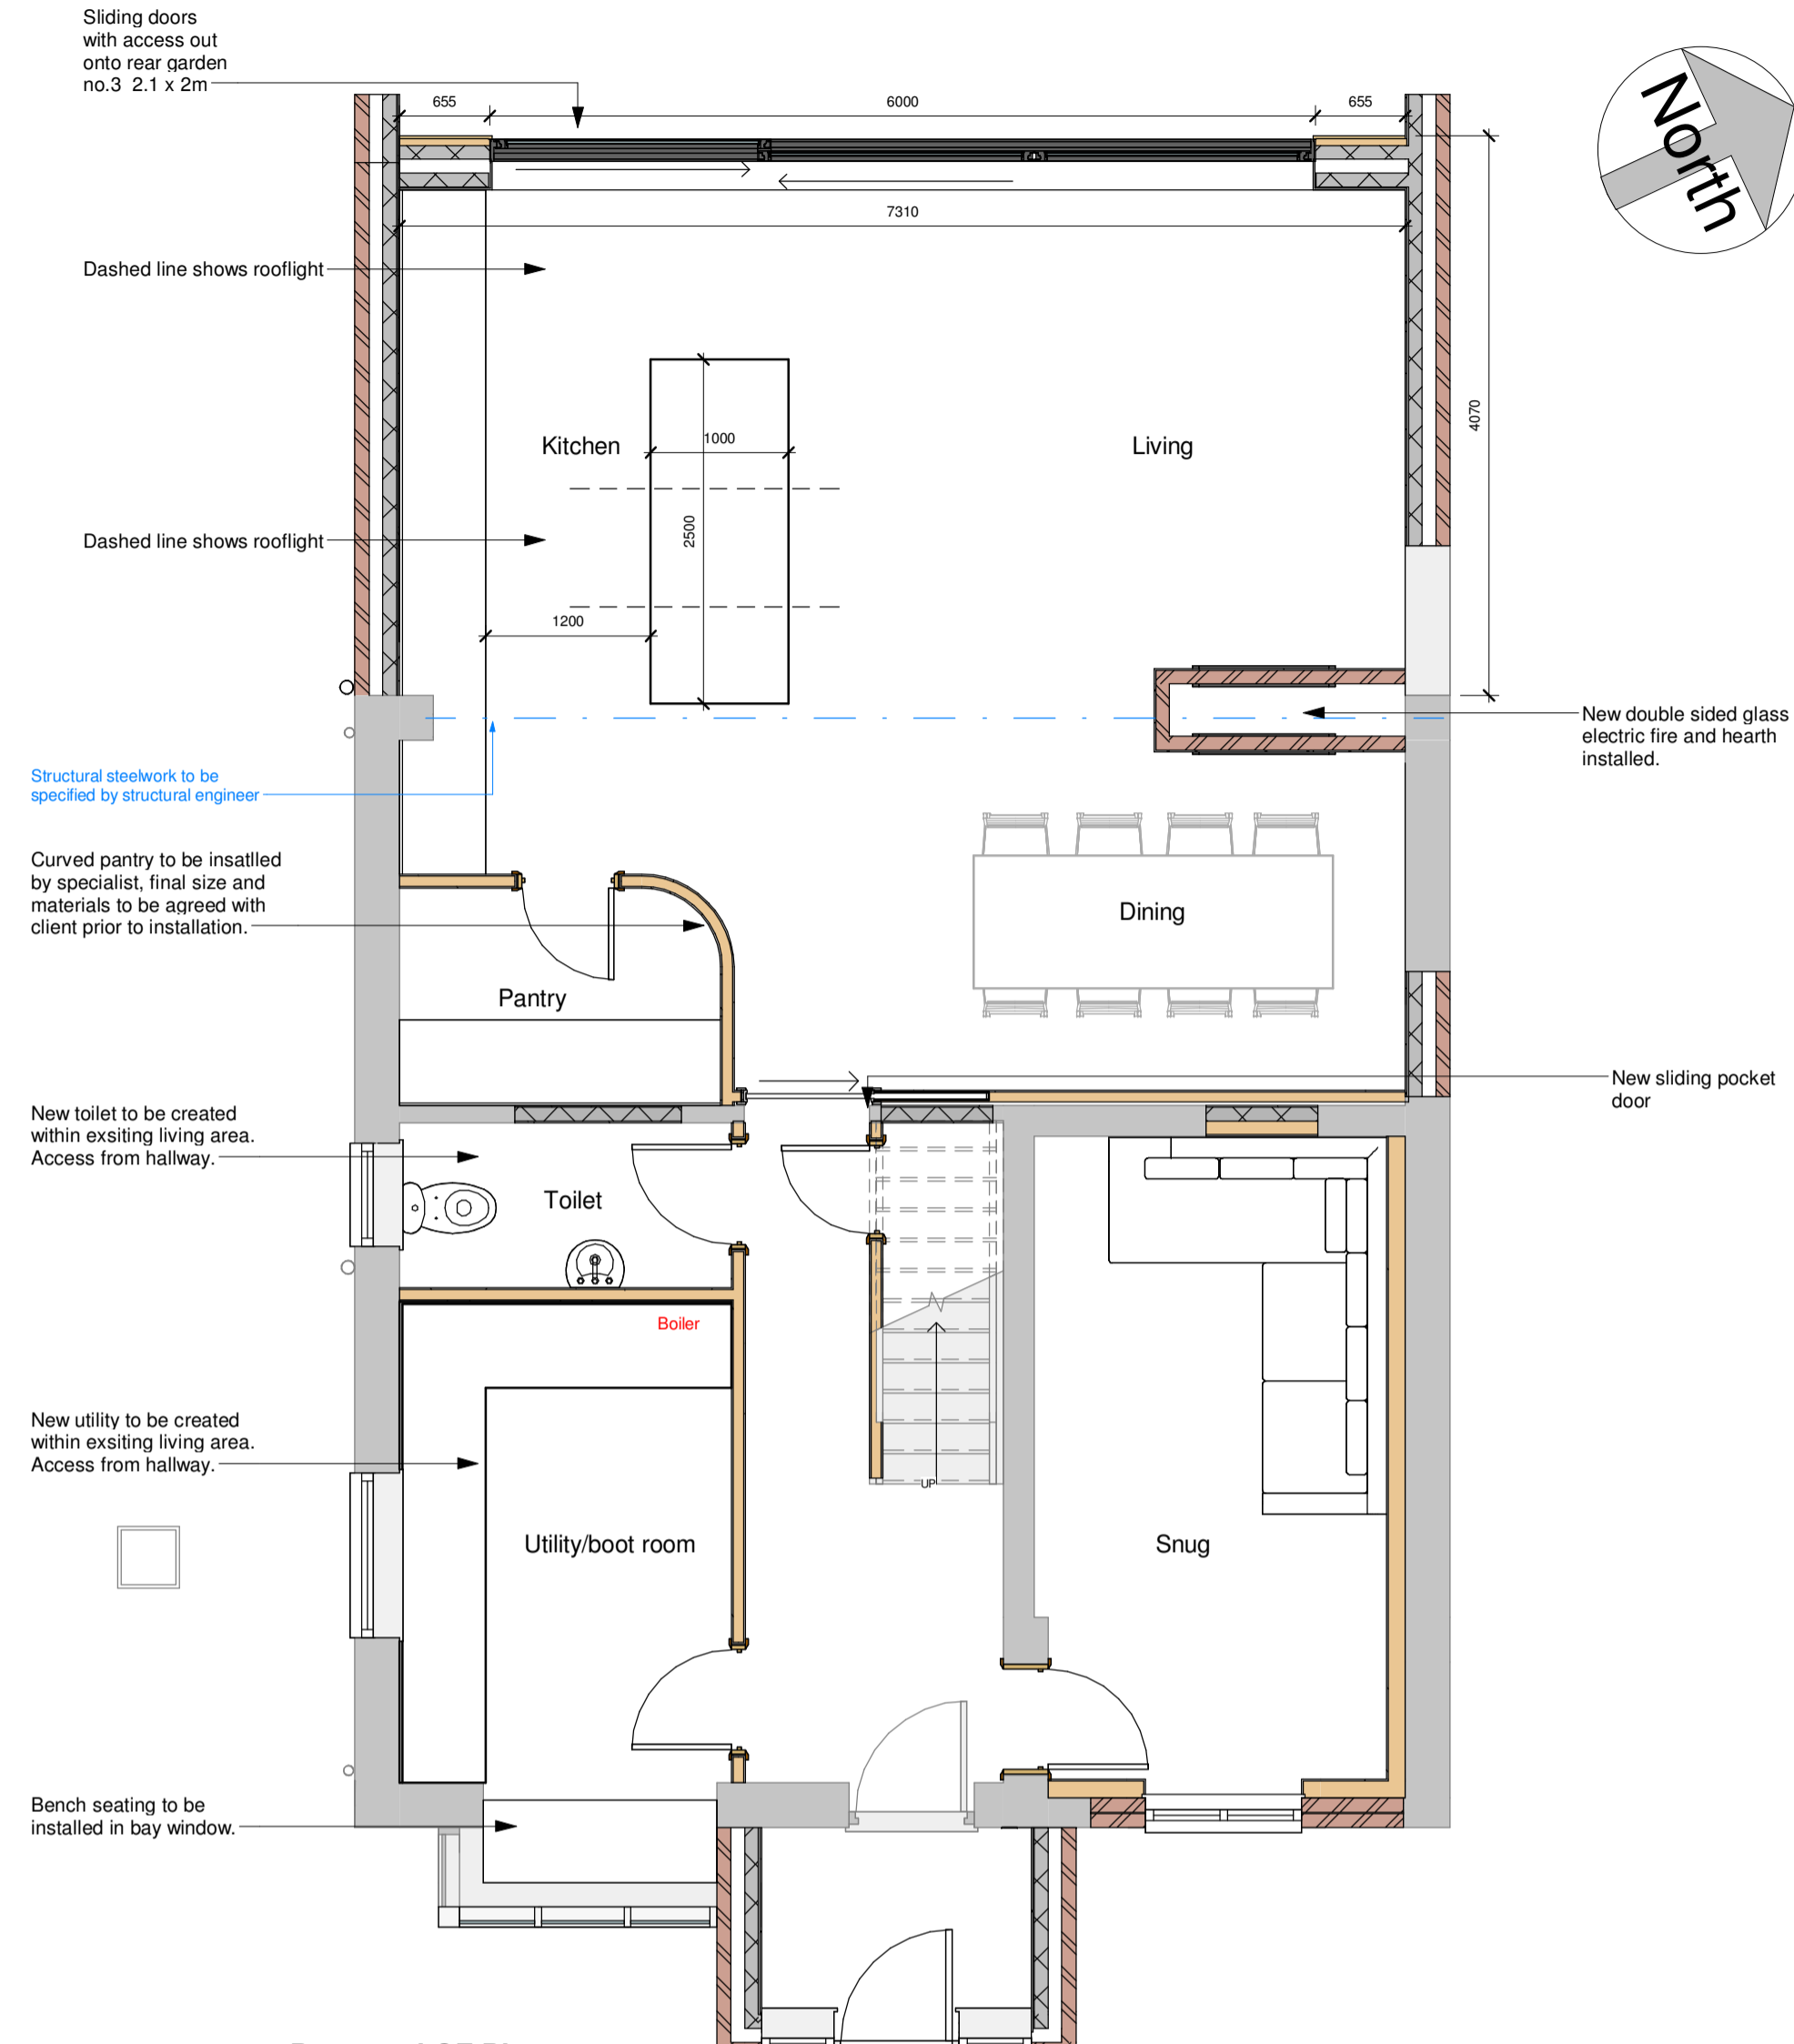 Sliding doors
with access out
onto rear garden
no.3 2.1 x 2m
North
655
6000
655
7310
Dashed line shows rooflight
4070
Kitchen
1000
Living
2500
Dashed line shows rooflight
1200
New double sided glass
electric fire and hearth
installed.
Structural steelwork to be
specified by structural engineer
Curved pantry to be insatlled
by specialist, final size and
materials to be agreed with
client prior to installation.
Dining
Pantry
New sliding pocket
door
New toilet to be created
within exsiting living area.
Access from hallway.
Toilet
Boiler
New utility to be created
within exsiting living area.
Access from hallway.
UP
Utility/boot room
Snug
Bench seating to be
installed in bay window.